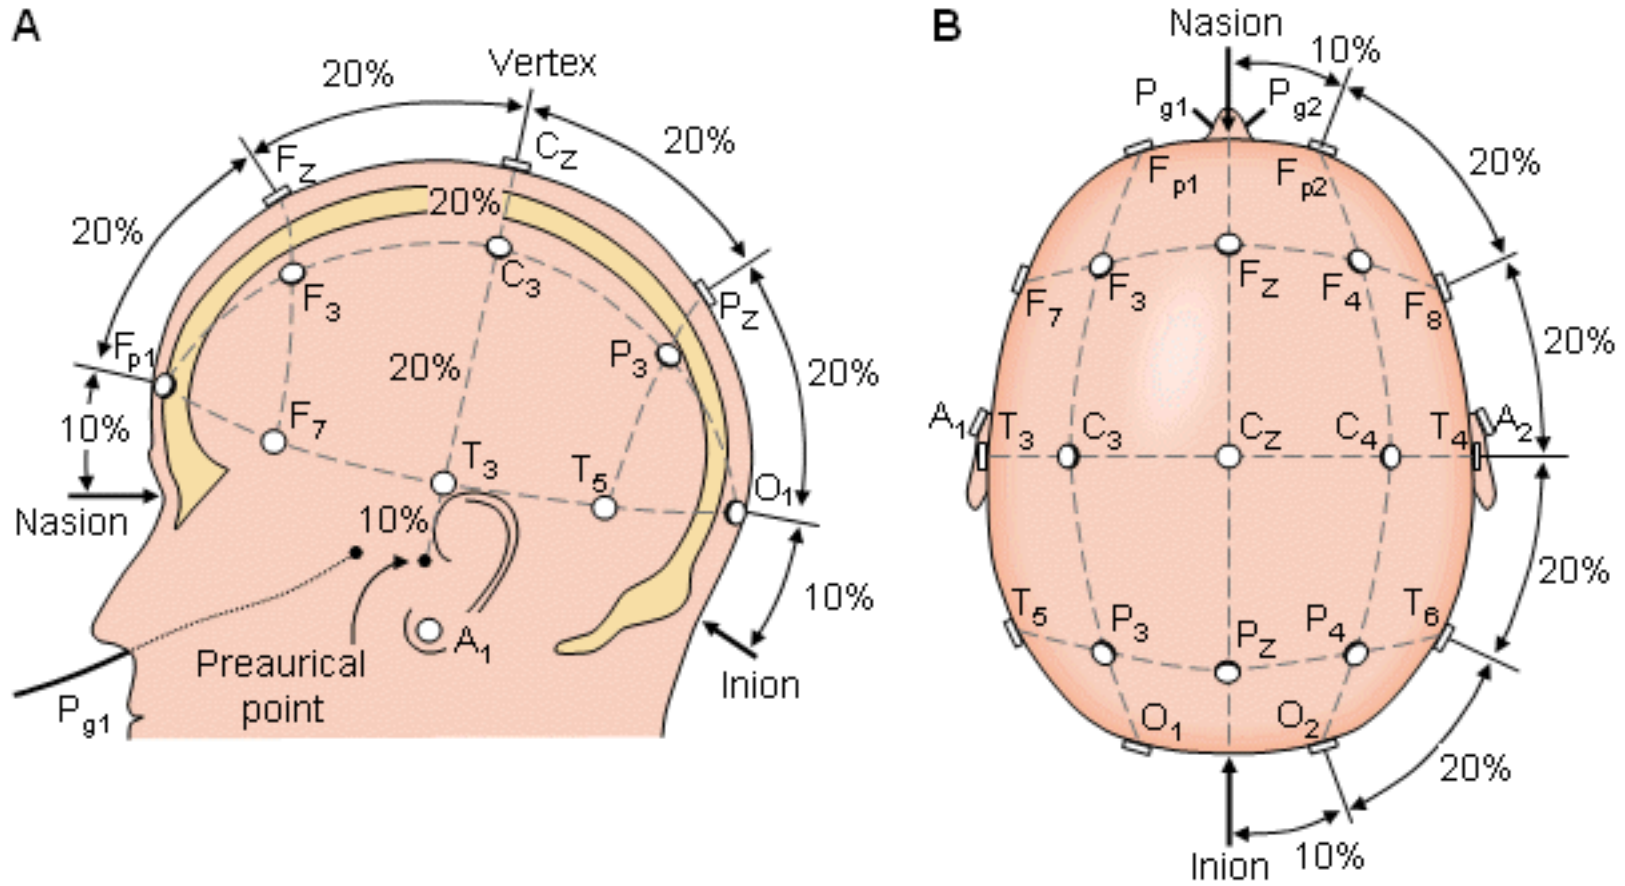 A
Vertex
20%
Cz
Fz
20%
20%
20%
Fp1
F3
C3
Pz
P3
20%
20%
10%
F7
T3
T5
O1
Nasion
10%
10%
A1
Preaurical
point
Inion
Pg1
B
Nasion
10%
Pg1
Pg2
Fp1
Fp2
20%
F7
F3
Fz
F4
F8
20%
A1
T3
C3
Cz
C4
T4
A2
20%
T5
P3
Pz
P4
T6
O1
O2
20%
Inion
10%